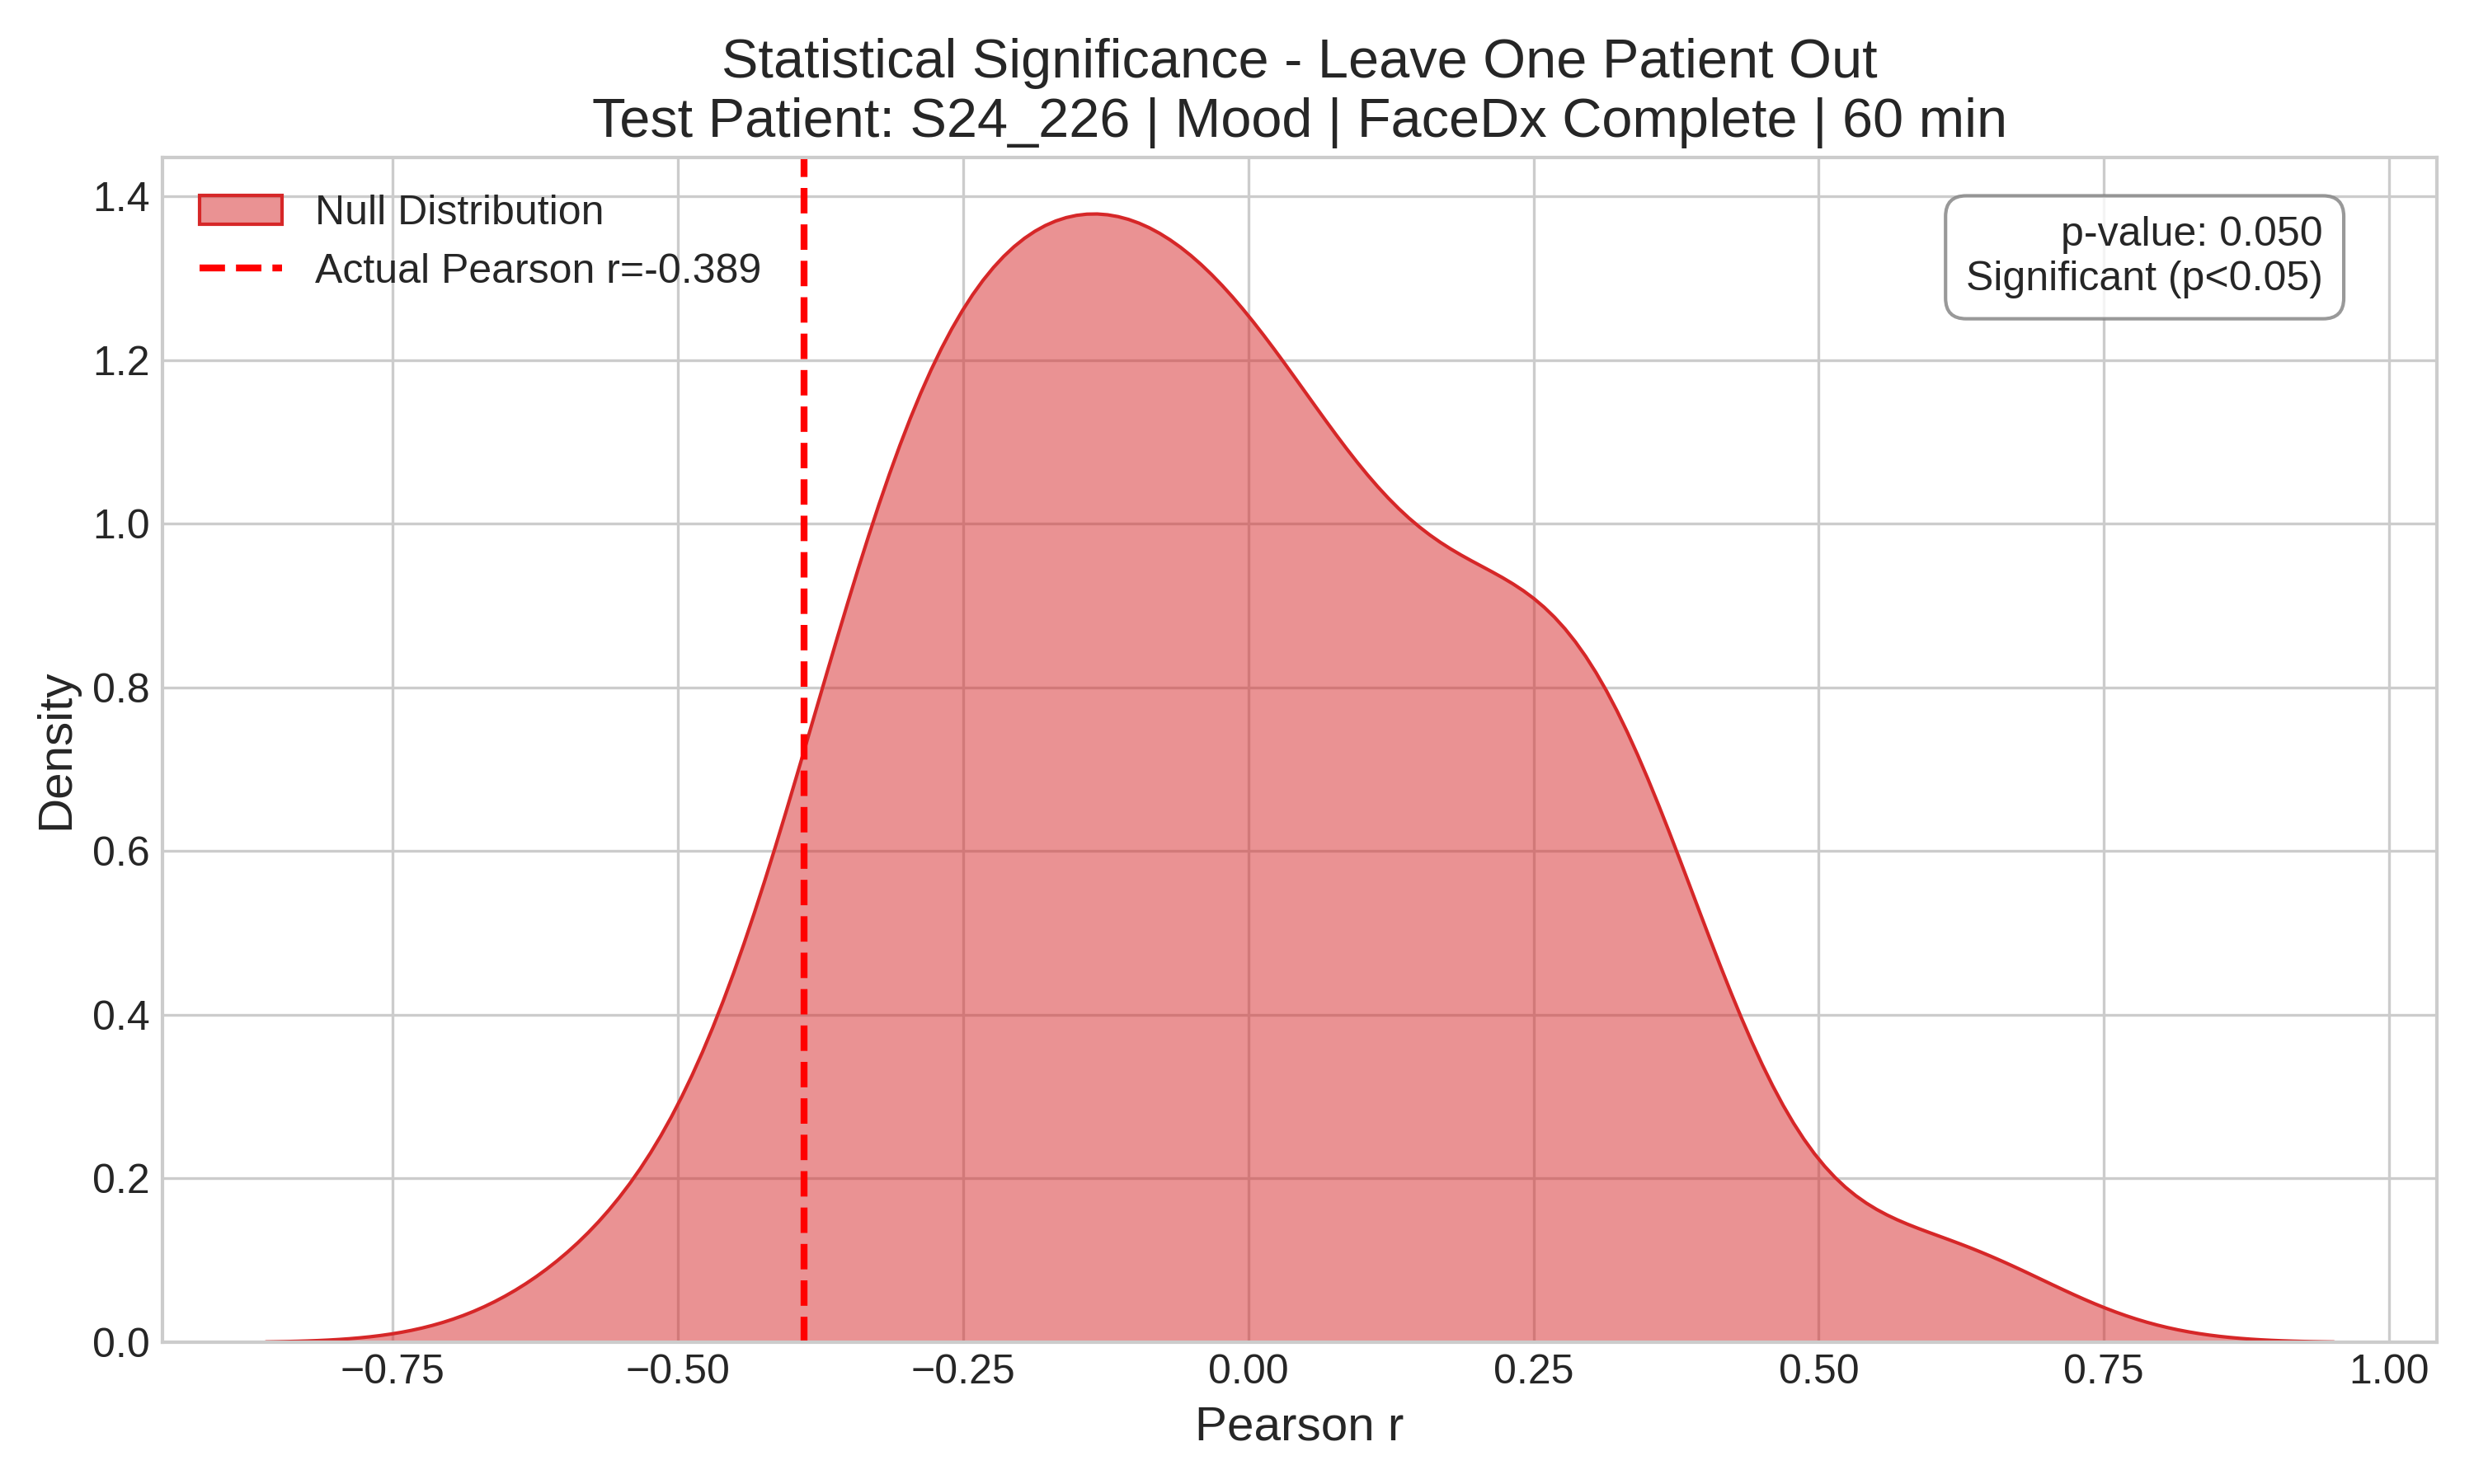 Statistical Significance - Leave One Patient Out
Test Patient: S24_226 | Mood | FaceDx Complete | 60 min
Null Distribution
Actual Pearson r=-0.389
p-value: 0.050
Significant (p<0.05)
Density
1.4
1.2
1.0
0.8
0.6
0.4
0.2
0.0
−0.75 −0.50 −0.25 0.00 0.25 0.50 0.75 1.00
Pearson r